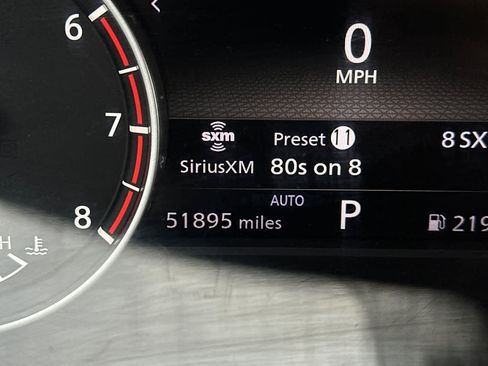 6
0
MPH
7
sxm
Preset 11
8 SX
SiriusXM
80s on 8
AUTO
8
51895 miles
P
219
H